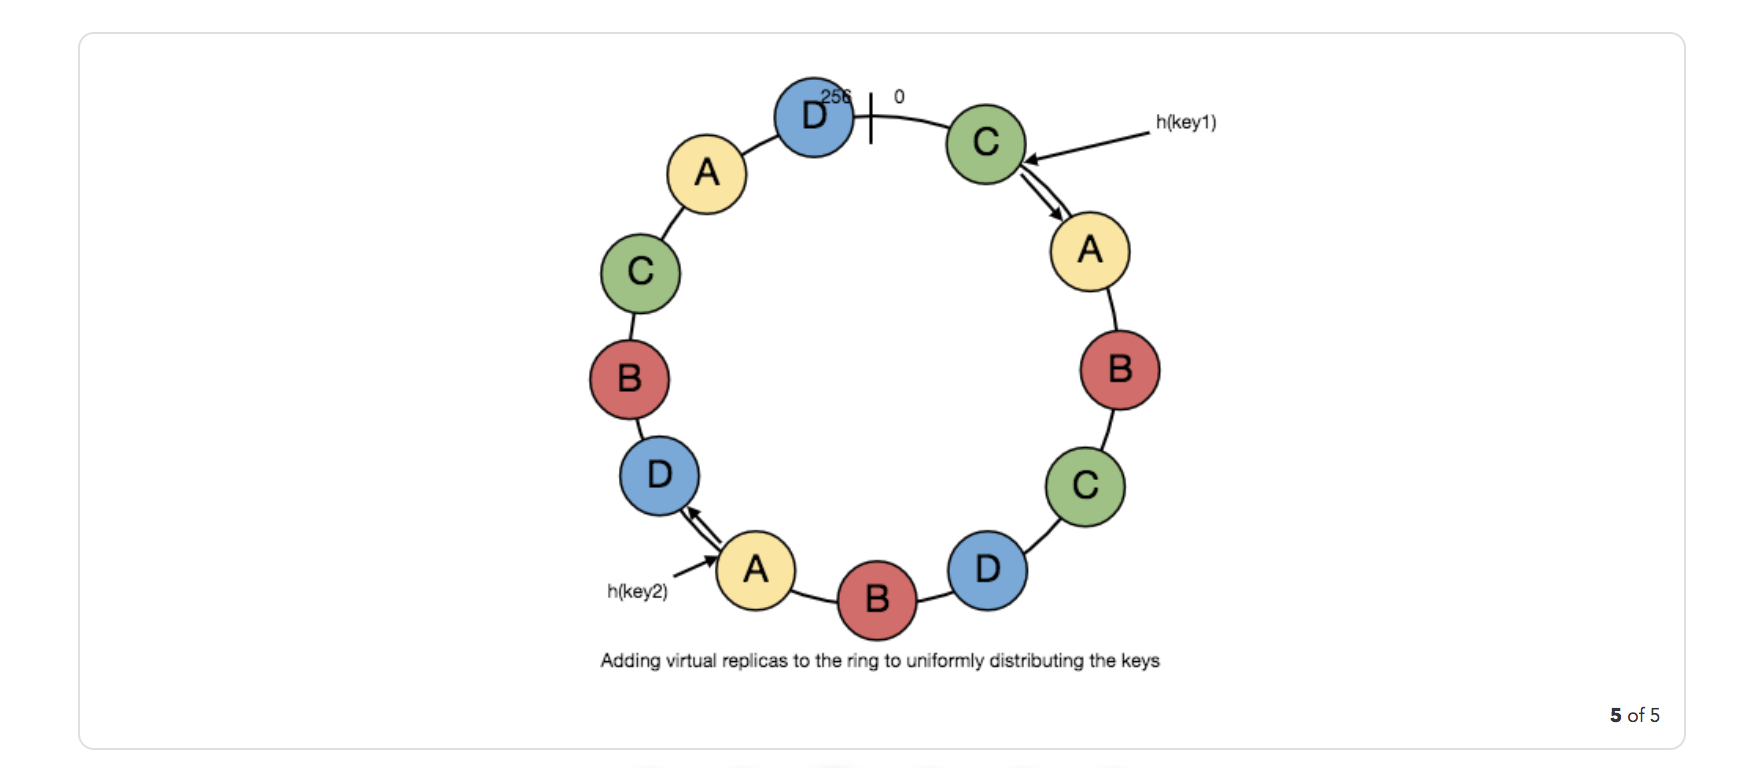 256
0
D
C
h(key1)
A
A
C
B
B
D
C
A
B
D
h(key2)
Adding virtual replicas to the ring to uniformly distributing the keys
5 of 5